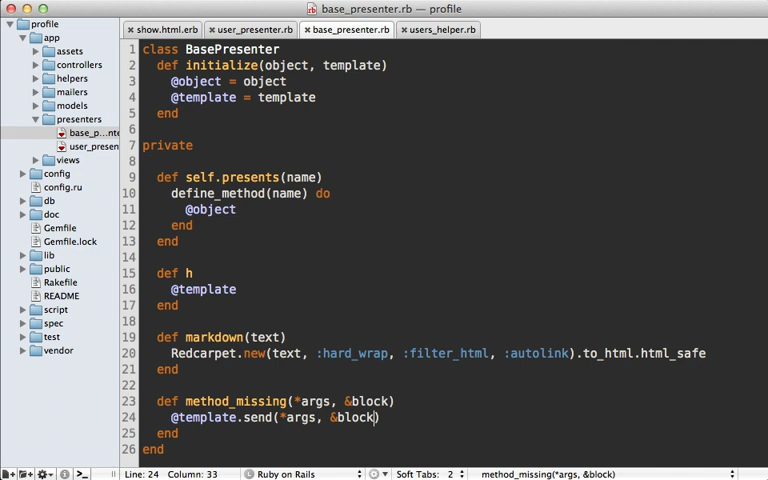 base_presenter.rb — profile
profile
app
assets
controllers
helpers
mailers
models
presenters
base_p...nte
user_presen
views
config
config.ru
db
doc
Gemfile
Gemfile.lock
lib
public
Rakefile
README
script
spec
test
vendor
show.html.erb user_presenter.rb base_presenter.rb users_helper.rb
1 class BasePresenter
2 def initialize(object, template)
3 @object = object
4 @template = template
5 end
6
7 private
8
9 def self.presents(name)
10 define_method(name) do
11 @object
12 end
13 end
14
15 def h
16 @template
17 end
18
19 def markdown(text)
20 Redcarpet.new(text, :hard_wrap, :filter_html, :autolink).to_html.html_safe
21 end
22
23 def method_missing(*args, &block)
24 @template.send(*args, &block)
25 end
26 end
Line: 24 Column: 33 Ruby on Rails Soft Tabs: 2 method_missing(*args, &block)